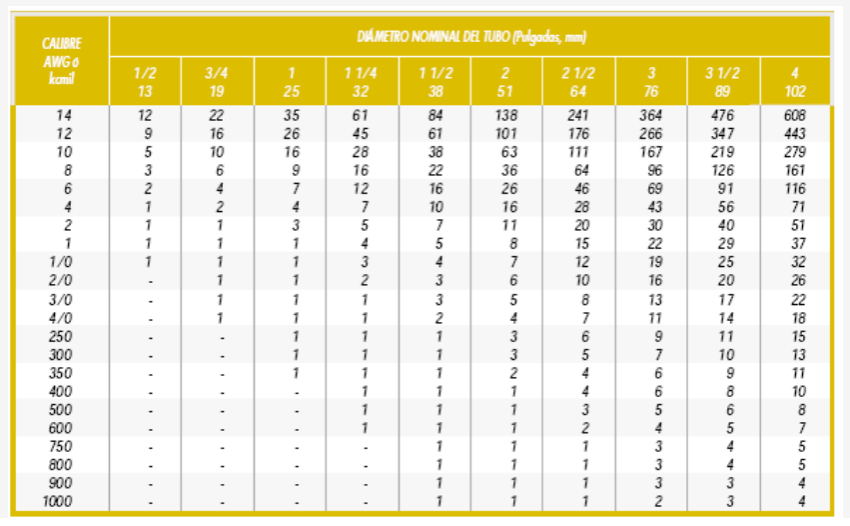 DIÁMETRO NOMINAL DEL TUBO (Pulgadas, mm)
CALIBRE
AWG ó
kcmil
1/2 3/4 1 1 1/4 1 1/2 2 2 1/2 3 3 1/2 4
13 19 25 32 38 51 64 76 89 102
14 12 22 35 61 84 138 241 364 476 608
12 9 16 26 45 61 101 176 266 347 443
10 5 10 16 28 38 63 111 167 219 279
8 3 6 9 16 22 36 64 96 126 161
6 2 4 7 12 16 26 46 69 91 116
4 1 2 4 7 10 16 28 43 56 71
2 1 1 3 5 7 11 20 30 40 51
1 1 1 1 4 5 8 15 22 29 37
1/0 1 1 1 3 4 7 12 19 25 32
2/0 - 1 1 2 3 6 10 16 20 26
3/0 - 1 1 1 3 5 8 13 17 22
4/0 - 1 1 1 2 4 7 11 14 18
250 - - 1 1 1 3 6 9 11 15
300 - - 1 1 1 3 5 7 10 13
350 - - 1 1 1 2 4 6 9 11
400 - - - 1 1 1 4 6 8 10
500 - - - 1 1 1 3 5 6 8
600 - - - 1 1 1 2 4 5 7
750 - - - - 1 1 1 3 4 5
800 - - - - 1 1 1 3 4 5
900 - - - - 1 1 1 3 3 4
1000 - - - - 1 1 1 2 3 4